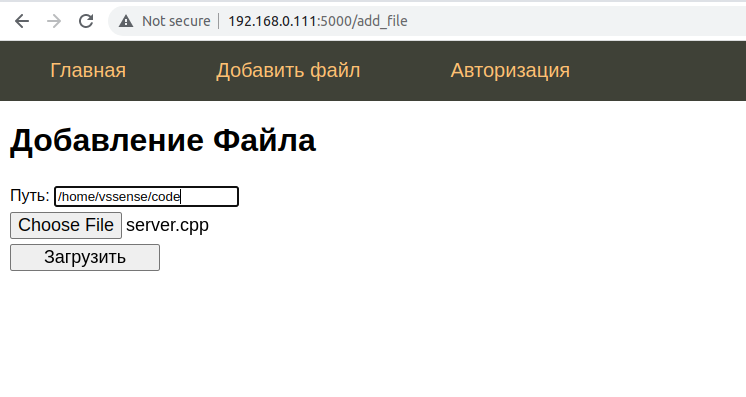 Not secure 192.168.0.111:5000/add_file
Главная Добавить файл Авторизация
Добавление Файла
Путь: /home/vssense/code
Choose File server.cpp
Загрузить